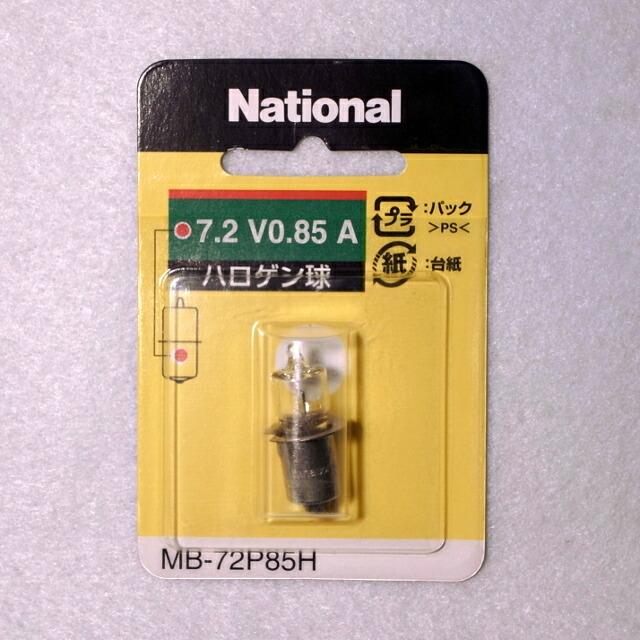 National
7.2 V0.85 A
ハロゲン球
プラ :パック
>PS<
紙 :台紙
MB-72P85H